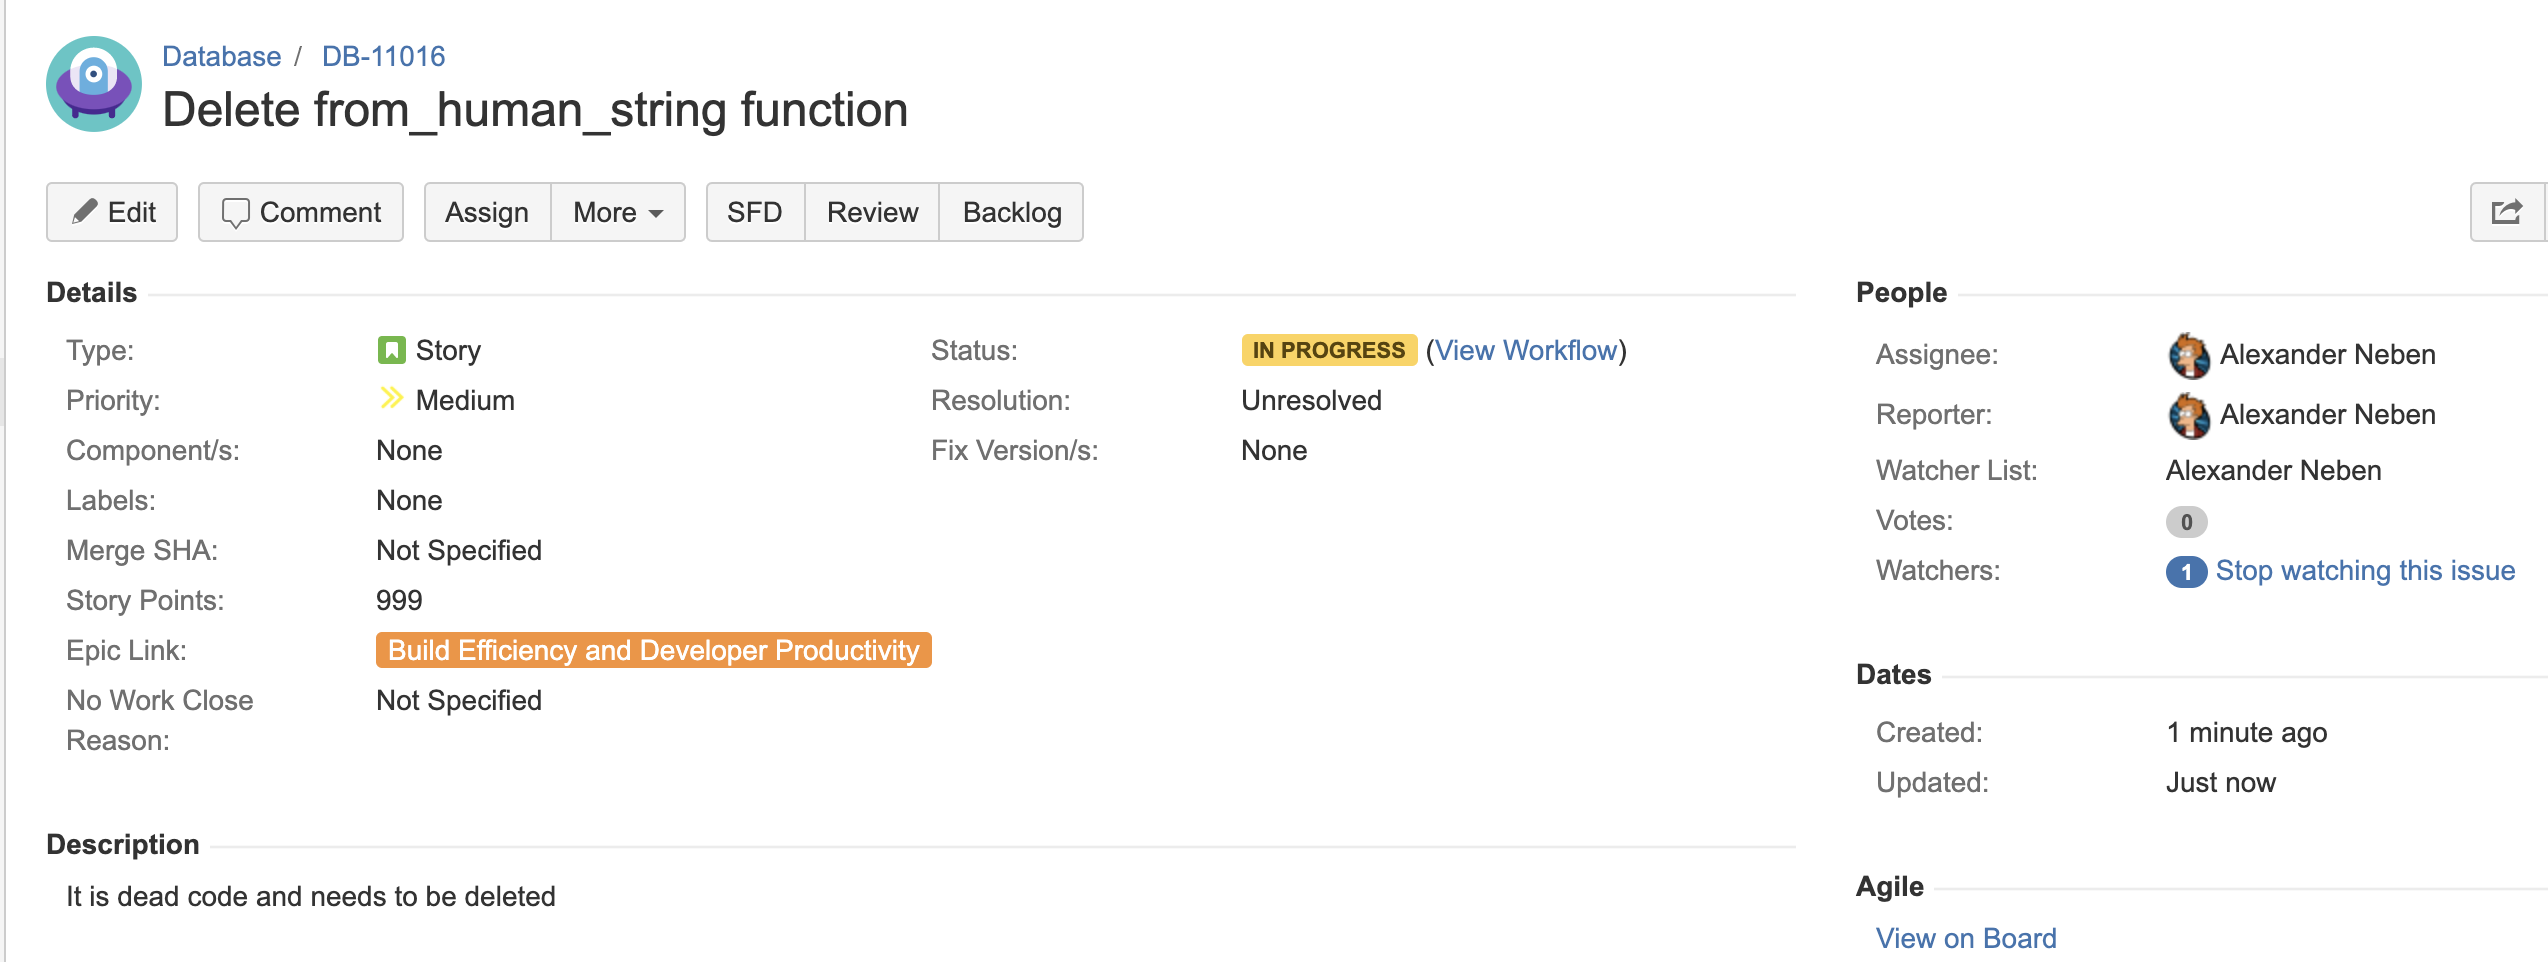 Database / DB-11016
Delete from_human_string function
Edit Comment Assign More SFD Review Backlog
Details
Type: Story
Priority: Medium
Component/s: None
Labels: None
Merge SHA: Not Specified
Story Points: 999
Epic Link: Build Efficiency and Developer Productivity
No Work Close Not Specified
Reason:
Status: IN PROGRESS (View Workflow)
Resolution: Unresolved
Fix Version/s: None
Description
It is dead code and needs to be deleted
People
Assignee: Alexander Neben
Reporter: Alexander Neben
Watcher List: Alexander Neben
Votes: 0
Watchers: 1 Stop watching this issue
Dates
Created: 1 minute ago
Updated: Just now
Agile
View on Board